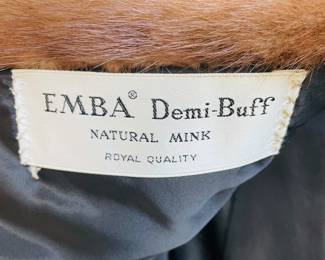 EMBA® Demi-Buff
NATURAL MINK
ROYAL QUALITY